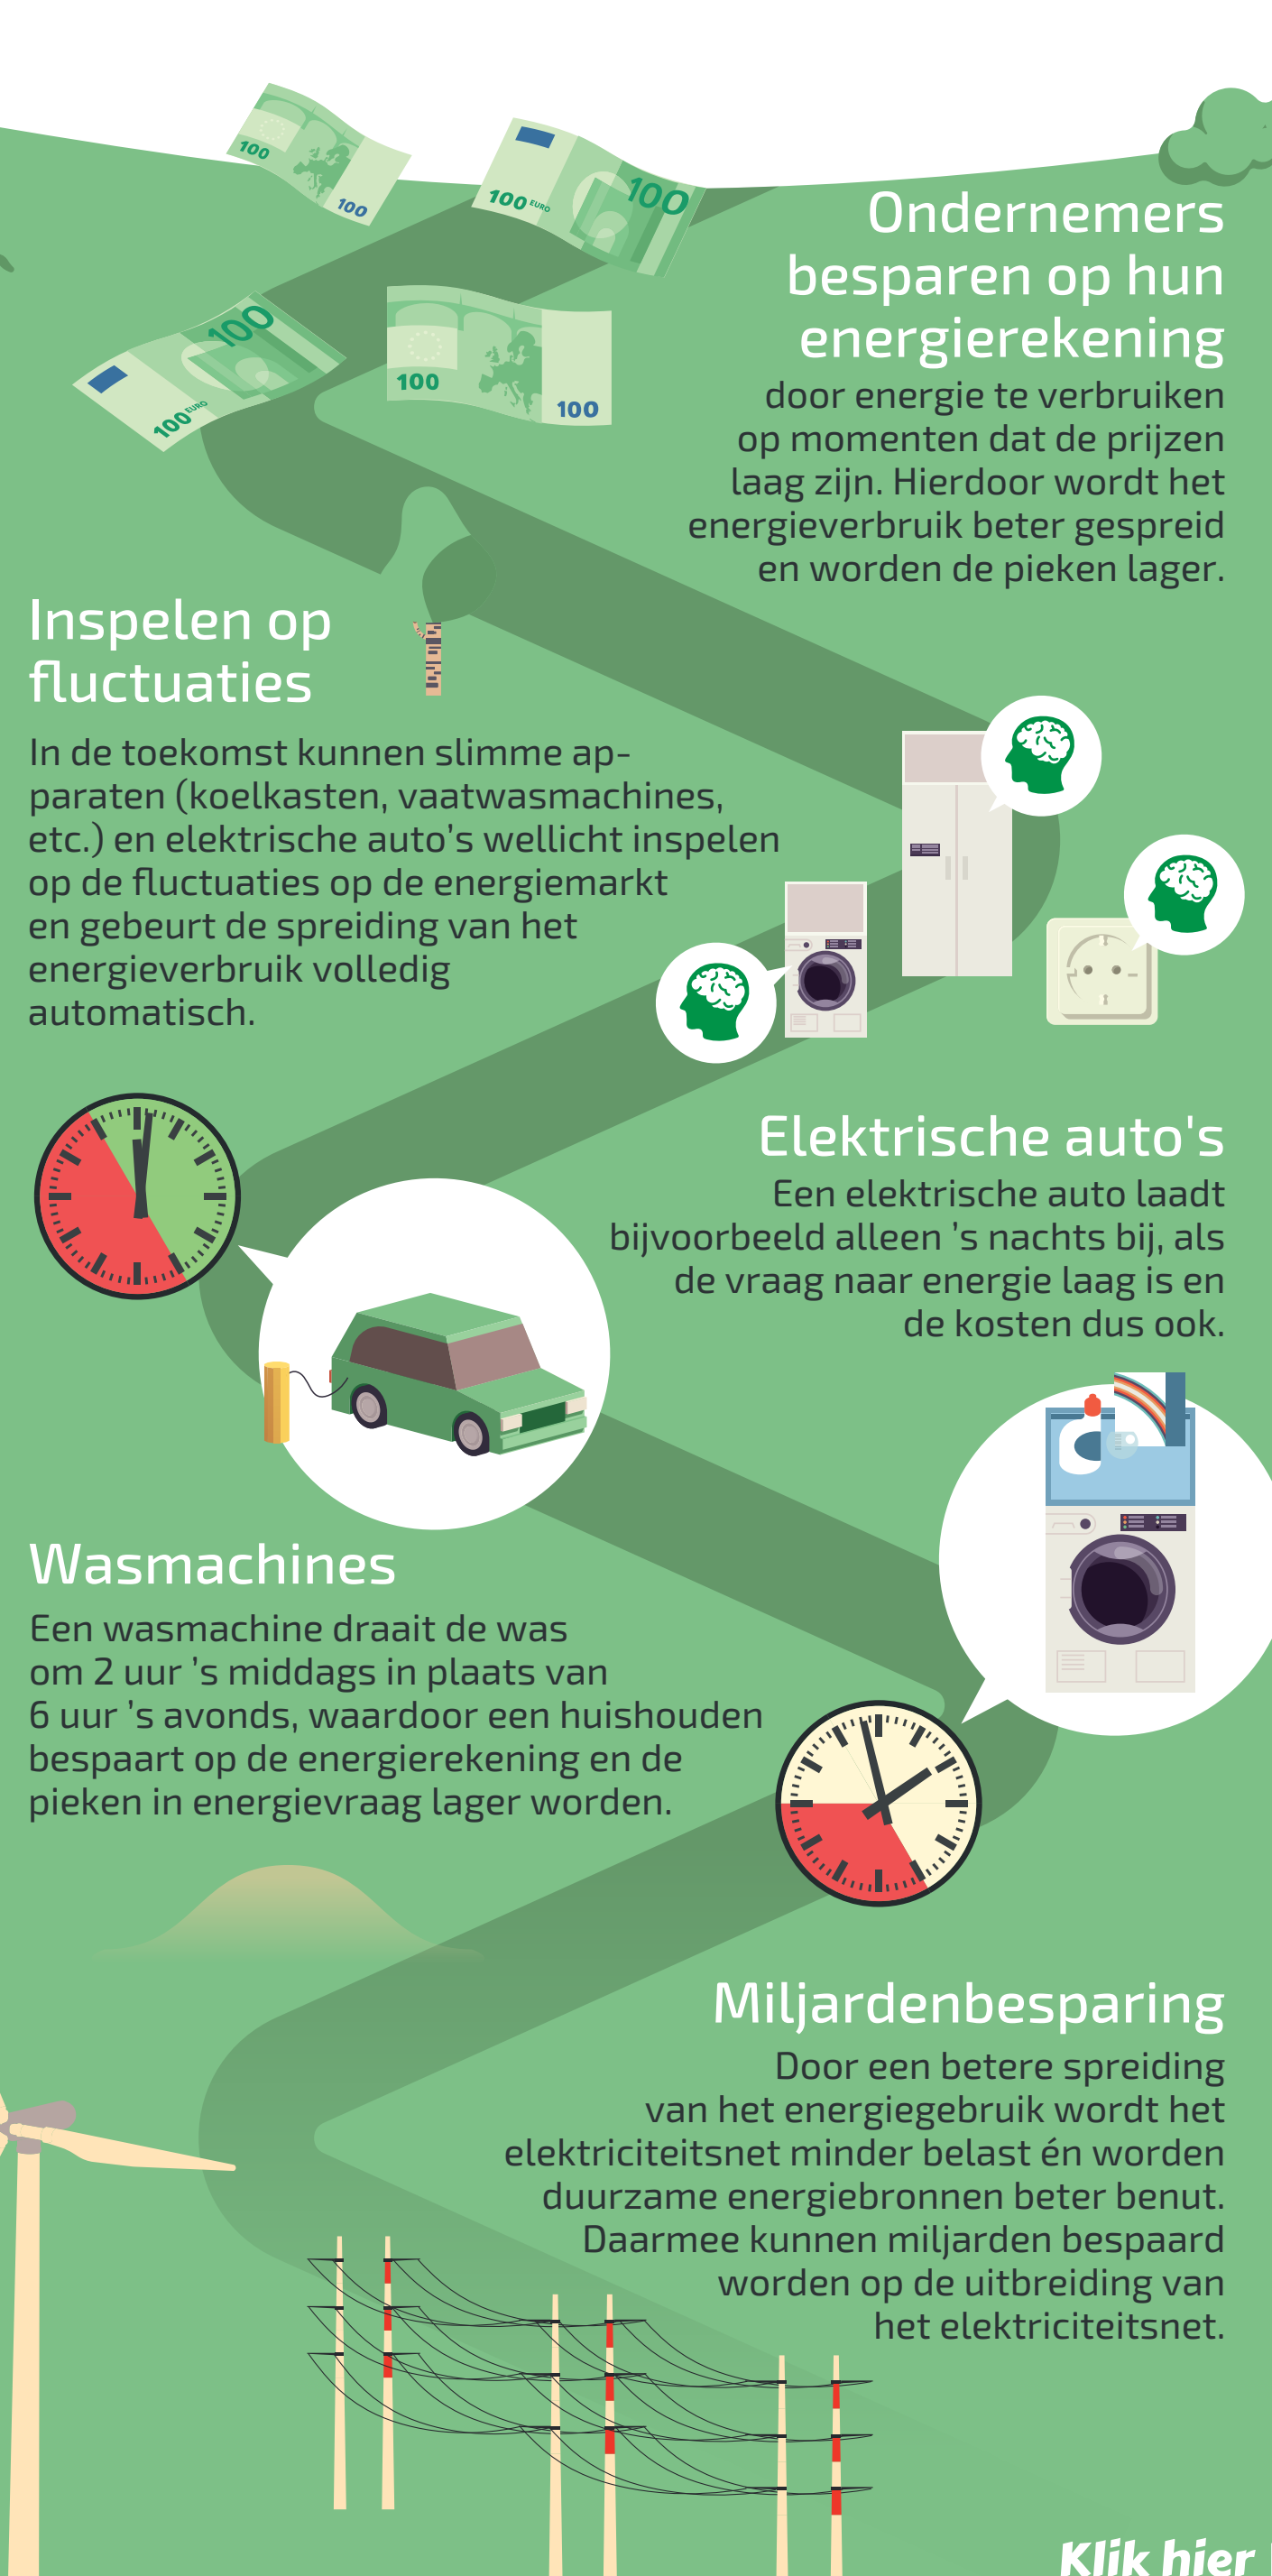 100
100
100 EURO
100
100
100 EURO
100
100
Ondernemers
besparen op hun
energierekening
door energie te verbruiken
op momenten dat de prijzen
laag zijn. Hierdoor wordt het
energieverbruik beter gespreid
en worden de pieken lager.
Inspelen op
fluctuaties
In de toekomst kunnen slimme ap-
paraten (koelkasten, vaatwasmachines,
etc.) en elektrische auto’s wellicht inspelen
op de fluctuaties op de energiemarkt
en gebeurt de spreiding van het
energieverbruik volledig
automatisch.
Elektrische auto's
Een elektrische auto laadt
bijvoorbeeld alleen ’s nachts bij, als
de vraag naar energie laag is en
de kosten dus ook.
Wasmachines
Een wasmachine draait de was
om 2 uur ’s middags in plaats van
6 uur ’s avonds, waardoor een huishouden
bespaart op de energierekening en de
pieken in energievraag lager worden.
Miljardenbesparing
Door een betere spreiding
van het energiegebruik wordt het
elektriciteitsnet minder belast én worden
duurzame energiebronnen beter benut.
Daarmee kunnen miljarden bespaard
worden op de uitbreiding van
het elektriciteitsnet.
Klik hier